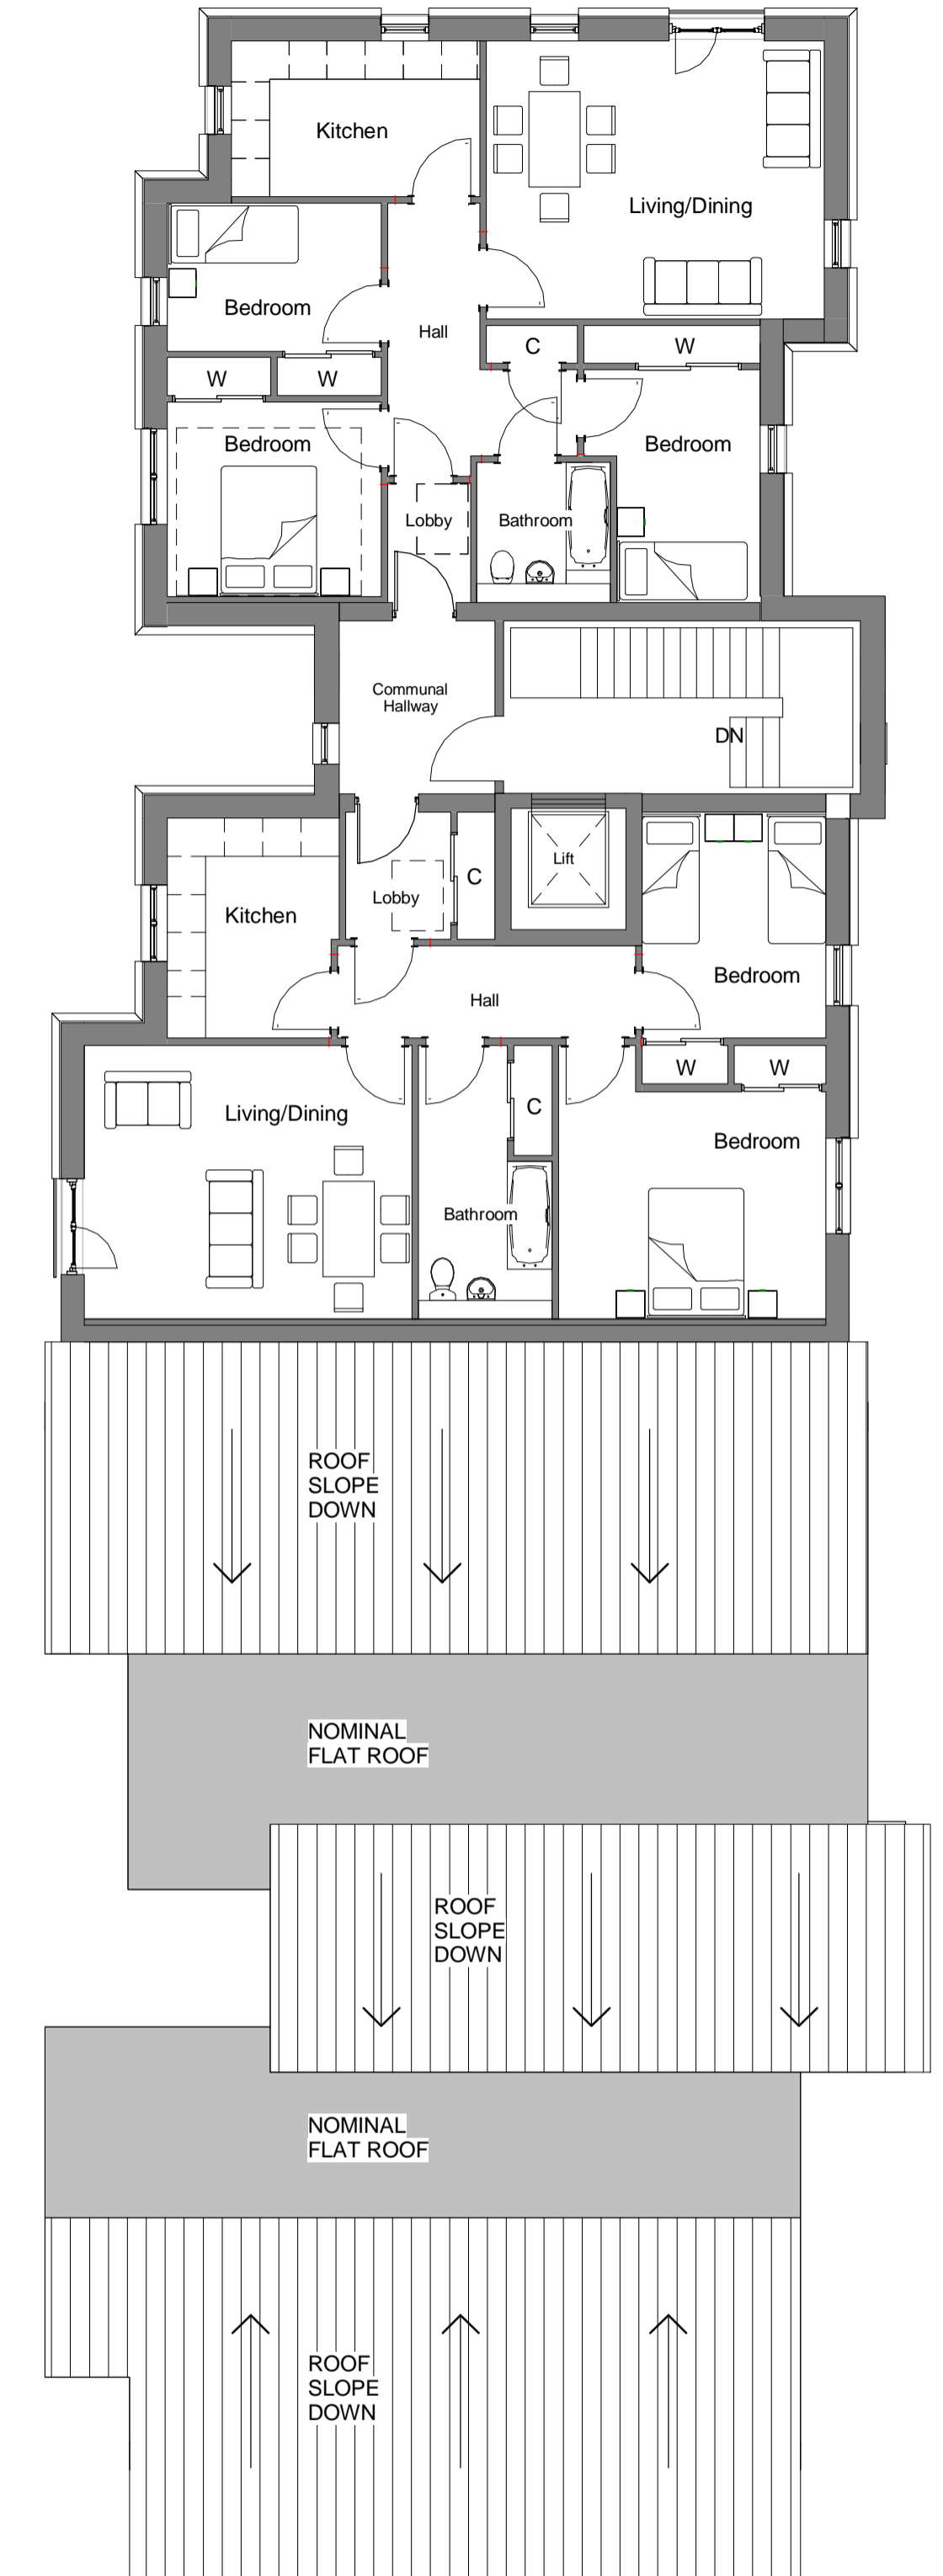 Kitchen
Living/Dining
Bedroom
Hall
C
W
W
W
Bedroom
Bedroom
Lobby
Bathroom
Communal
Hallway
DN
Lift
C
Lobby
Kitchen
Bedroom
Hall
W
W
C
Living/Dining
Bedroom
Bathroom
ROOF
SLOPE
DOWN
NOMINAL
FLAT ROOF
ROOF
SLOPE
DOWN
NOMINAL
FLAT ROOF
ROOF
SLOPE
DOWN